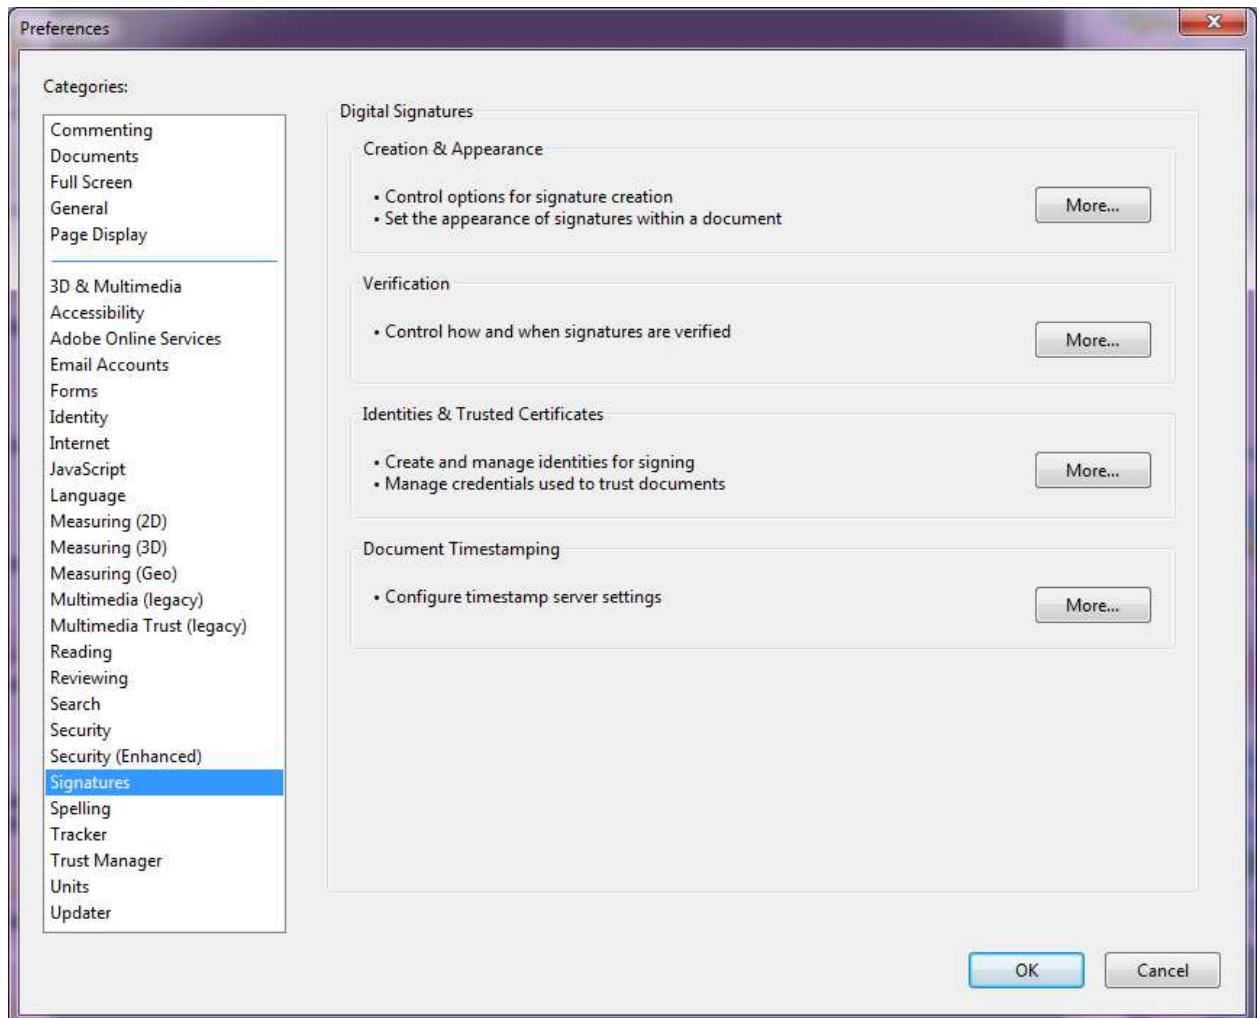 Preferences
Categories:
Commenting
Documents
Full Screen
General
Page Display
3D & Multimedia
Accessibility
Adobe Online Services
Email Accounts
Forms
Identity
Internet
JavaScript
Language
Measuring (2D)
Measuring (3D)
Measuring (Geo)
Multimedia (legacy)
Multimedia Trust (legacy)
Reading
Reviewing
Search
Security
Security (Enhanced)
Signatures
Spelling
Tracker
Trust Manager
Units
Updater
Digital Signatures
Creation & Appearance
• Control options for signature creation
• Set the appearance of signatures within a document
More...
Verification
• Control how and when signatures are verified
More...
Identities & Trusted Certificates
• Create and manage identities for signing
• Manage credentials used to trust documents
More...
Document Timestamping
• Configure timestamp server settings
More...
OK
Cancel